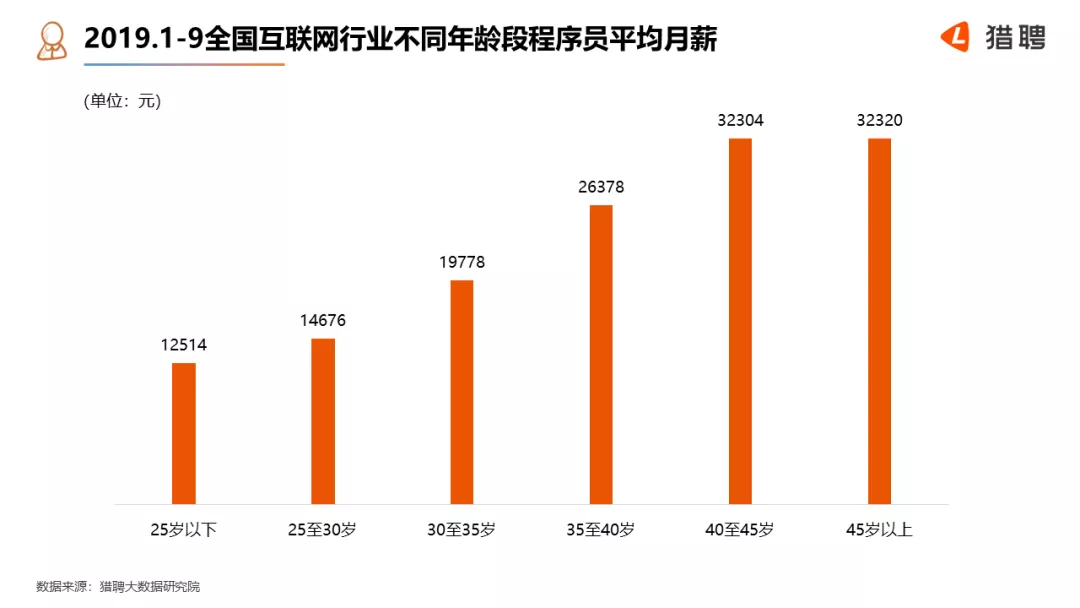 2019.1-9全国互联网行业不同年龄段程序员平均月薪
猎聘
(单位：元)
32304
32320
26378
19778
14676
12514
25岁以下
25至30岁
30至35岁
35至40岁
40至45岁
45岁以上
数据来源：猎聘大数据研究院